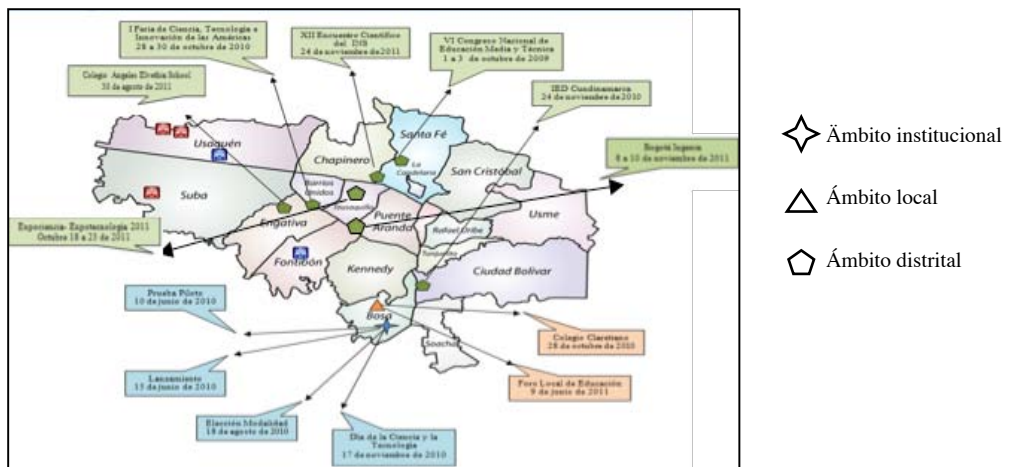 I Feria de Ciencia, Tecnología e
Innovación de las Américas
28 a 30 de octubre de 2010
XII Encuentro Científico
del DIE
24 de noviembre de 2011
VI Congreso Nacional de
Educación Media y Técnica
1 a 3 de octubre de 2009
Colegio Angeles Elvethia School
30 de agosto de 2011
IED Cundinamarca
24 de noviembre de 2010
Bogotá Ingenia
8 a 10 de noviembre de 2011
Experiencia- Expotecnología 2011
Octubre 18 a 23 de 2011
Usaquén
Chapinero
Santa Fé
La
Candelaria
San Cristóbal
Suba
Barrios
Unidos
Teusaquillo
Engativa
Puente
Aranda
Rafael Uribe
Usme
Fontibón
Kennedy
Tunjuelito
Ciudad Bolívar
Bosa
Soacha
Prueba Piloto
10 de junio de 2010
Lanzamiento
15 de junio de 2010
Elección Modalidad
18 de agosto de 2010
Día de la Ciencia y la
Tecnología
17 de noviembre de 2010
Colegio Claretiano
28 de octubre de 2010
Foro Local de Educación
9 de junio de 2011
Ämbito institucional
Ámbito local
Ámbito distrital